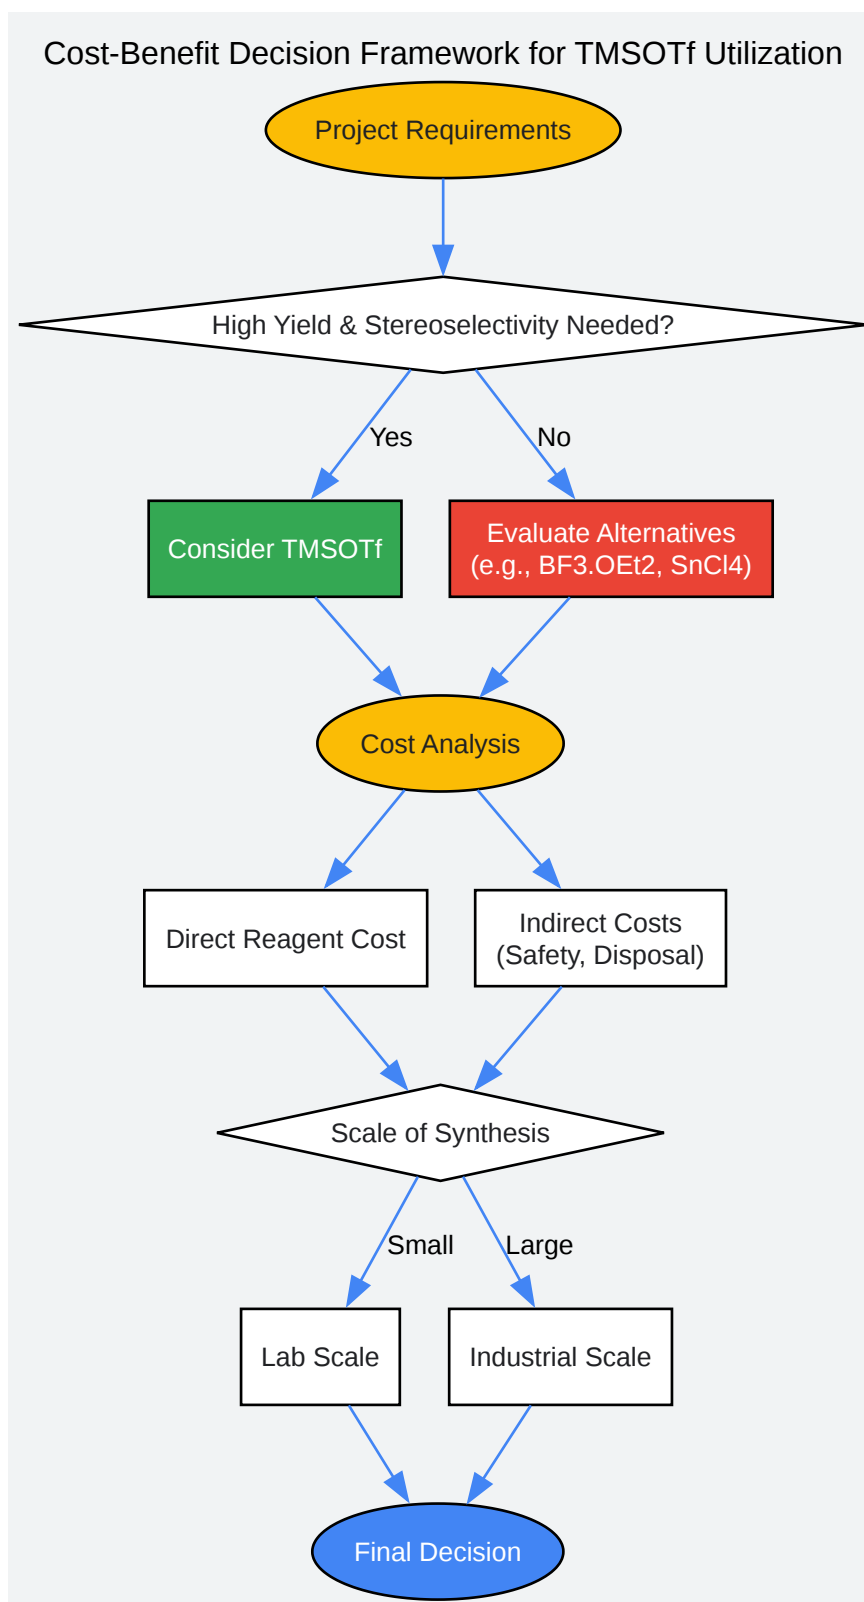 Cost-Benefit Decision Framework for TMSOTf Utilization
Project Requirements
High Yield & Stereoselectivity Needed?
Yes
No
Consider TMSOTf
Evaluate Alternatives
(e.g., BF3.OEt2, SnCl4)
Cost Analysis
Direct Reagent Cost
Indirect Costs
(Safety, Disposal)
Scale of Synthesis
Small
Large
Lab Scale
Industrial Scale
Final Decision